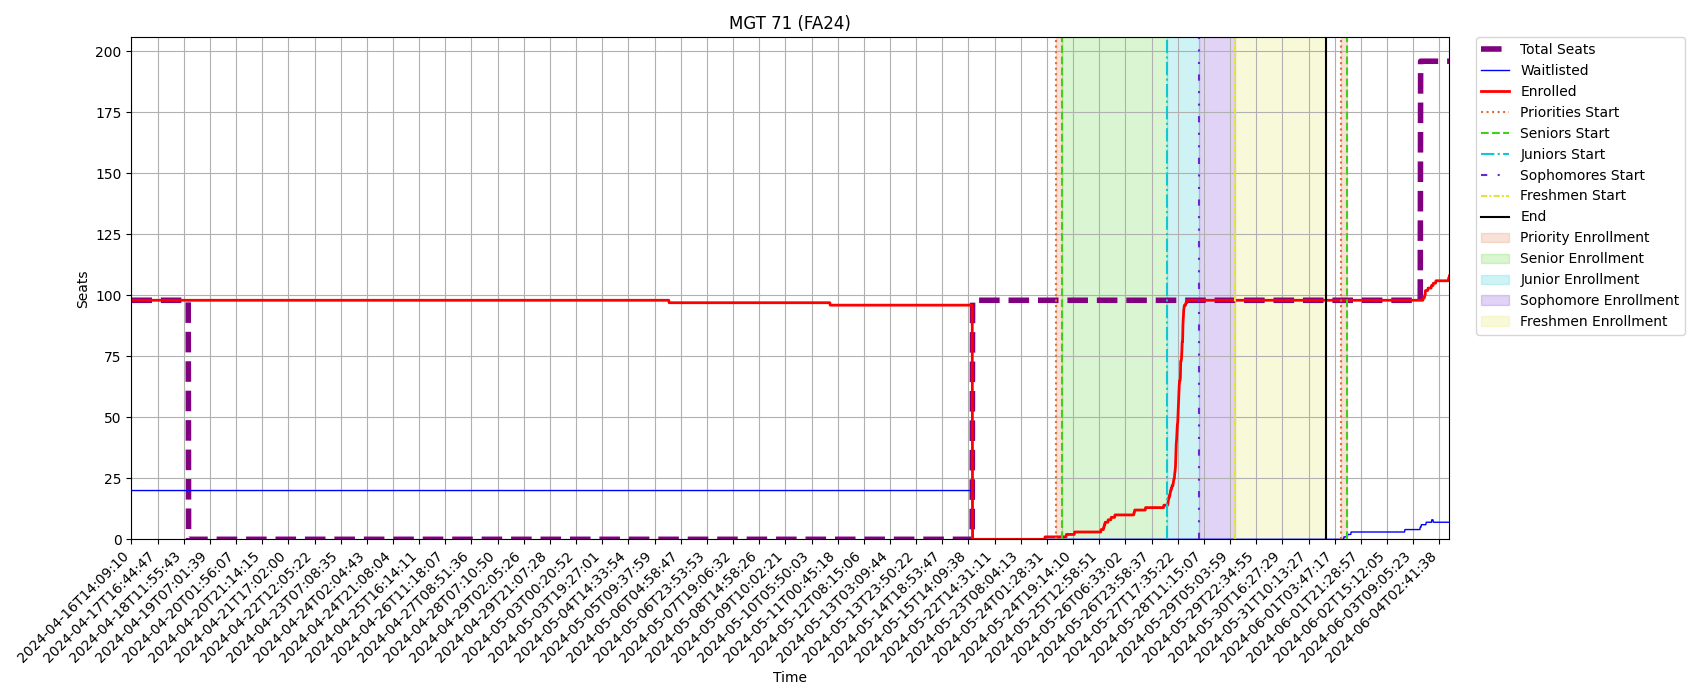 MGT 71 (FA24)
200
175
150
125
100
75
50
25
0
Seats
2024-04-16T14:09:10
2024-04-17T16:44:47
2024-04-18T11:55:43
2024-04-19T07:01:39
2024-04-20T01:56:07
2024-04-20T21:14:15
2024-04-21T17:02:00
2024-04-22T12:05:22
2024-04-23T07:08:35
2024-04-24T02:04:43
2024-04-24T21:08:04
2024-04-25T16:14:11
2024-04-26T11:18:07
2024-04-27T08:51:36
2024-04-28T07:10:50
2024-04-29T02:05:26
2024-04-29T21:07:28
2024-05-03T00:20:52
2024-05-03T19:27:01
2024-05-04T14:33:54
2024-05-05T09:37:59
2024-05-06T04:58:47
2024-05-06T23:53:53
2024-05-07T19:06:32
2024-05-08T14:58:26
2024-05-09T10:02:21
2024-05-10T05:50:03
2024-05-11T00:45:18
2024-05-12T08:15:06
2024-05-13T03:09:44
2024-05-13T23:50:22
2024-05-14T18:53:47
2024-05-15T14:09:38
2024-05-22T14:31:11
2024-05-23T08:04:13
2024-05-24T01:28:31
2024-05-24T19:14:10
2024-05-25T12:58:51
2024-05-26T06:33:02
2024-05-26T23:58:37
2024-05-27T17:35:22
2024-05-28T11:15:07
2024-05-29T05:03:59
2024-05-29T22:34:55
2024-05-30T16:27:29
2024-05-31T10:13:27
2024-06-01T03:47:17
2024-06-01T21:28:57
2024-06-02T15:12:05
2024-06-03T09:05:23
2024-06-04T02:41:38
Time
Total Seats
Waitlisted
Enrolled
Priorities Start
Seniors Start
Juniors Start
Sophomores Start
Freshmen Start
End
Priority Enrollment
Senior Enrollment
Junior Enrollment
Sophomore Enrollment
Freshmen Enrollment